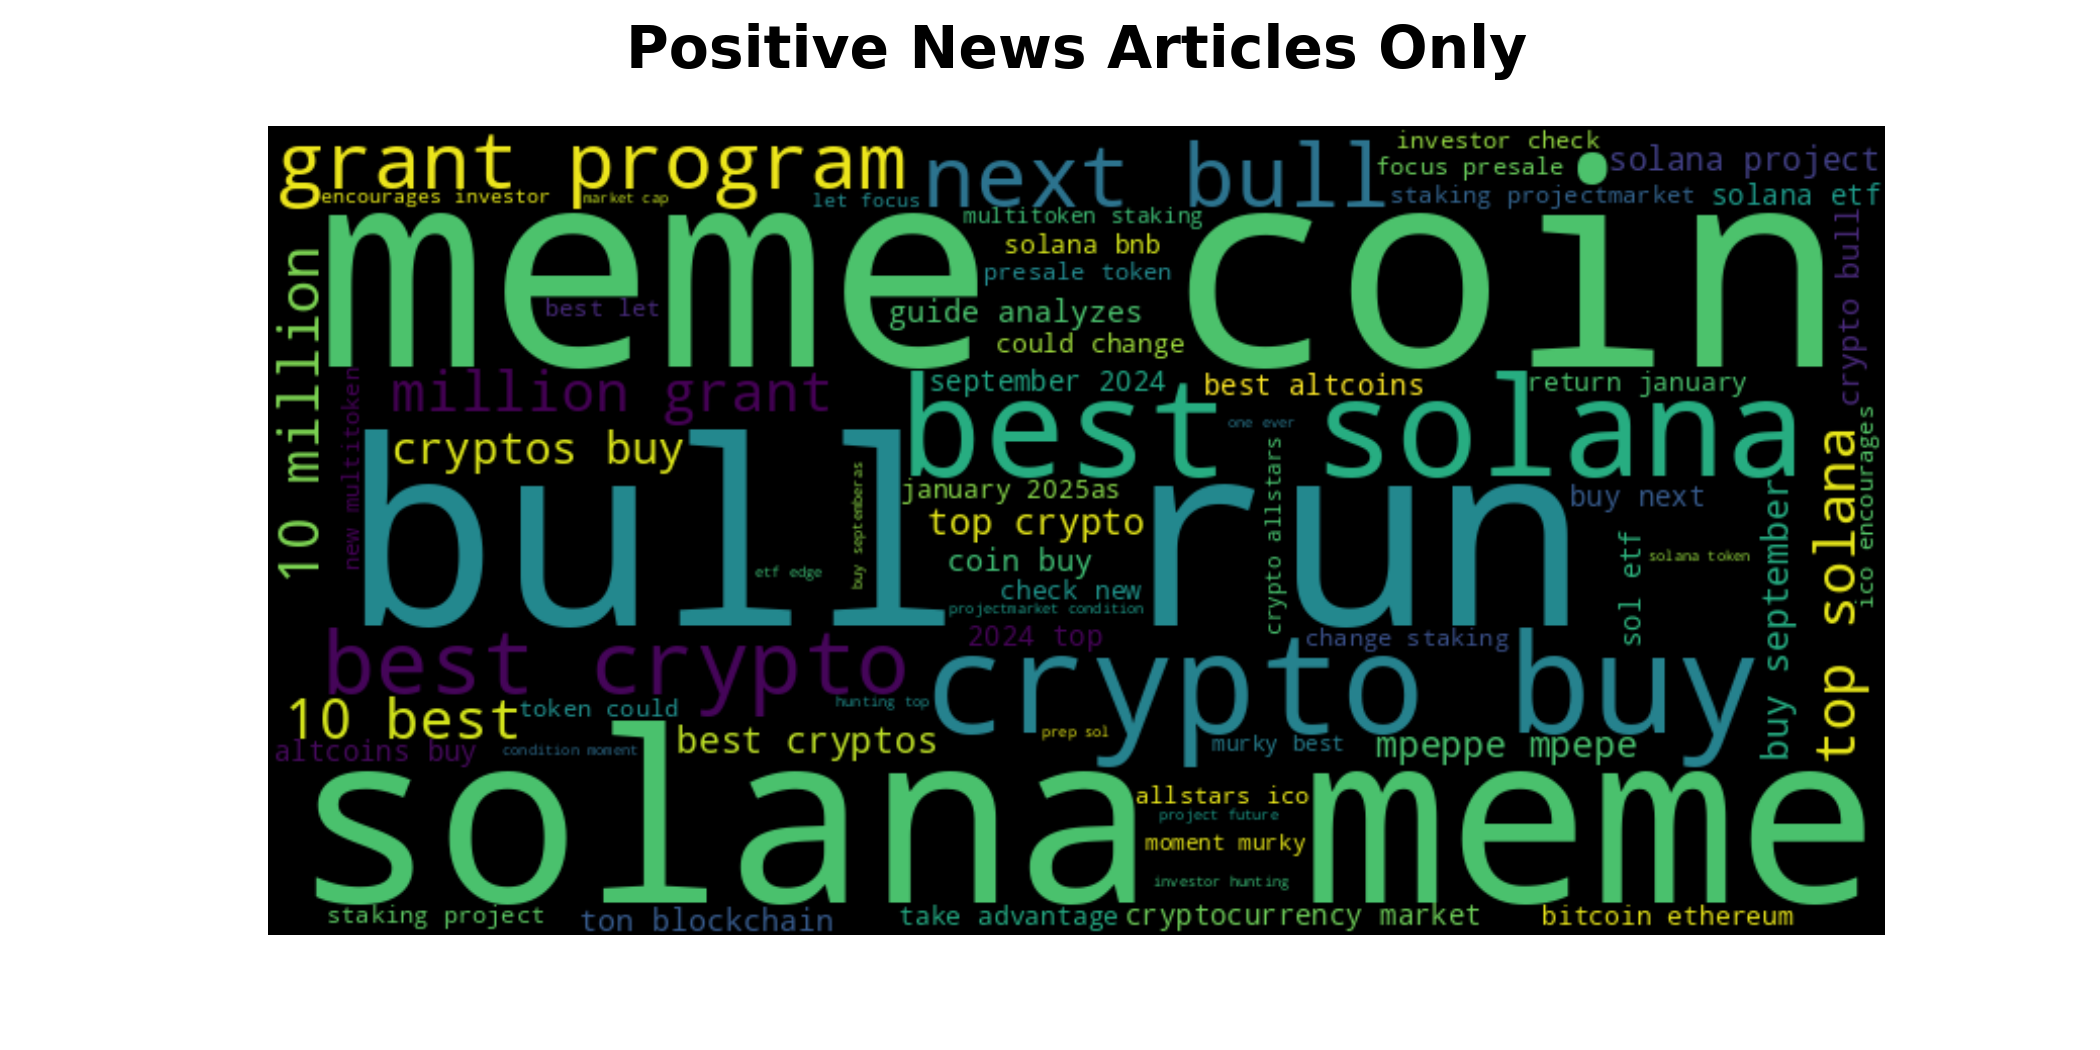 Positive News Articles Only
grant program
next bull
investor check
focus presale
solana project
encourages investor
market cap
let focus
staking projectmarket
solana etf
meme coin
multitoken staking
solana bnb
presale token
best let
guide analyzes
could change
crypto bull
10 million
million grant
new multitoken
september 2024
best altcoins
return january
best solana
one ever
cryptos buy
bull run
january 2025as
buy next
top crypto
buy septemberas
coin buy
etf edge
check new
projectmarket condition
crypto allstars
sol etf
solana token
buy september
top solana
ico encourages
best crypto
2024 top
change staking
crypto buy
10 best
token could
hunting top
altcoins buy
condition moment
best cryptos
prep sol
murky best
mpeppe mpepe
solana meme
allstars ico
project future
moment murky
investor hunting
staking project
ton blockchain
take advantage
cryptocurrency market
bitcoin ethereum